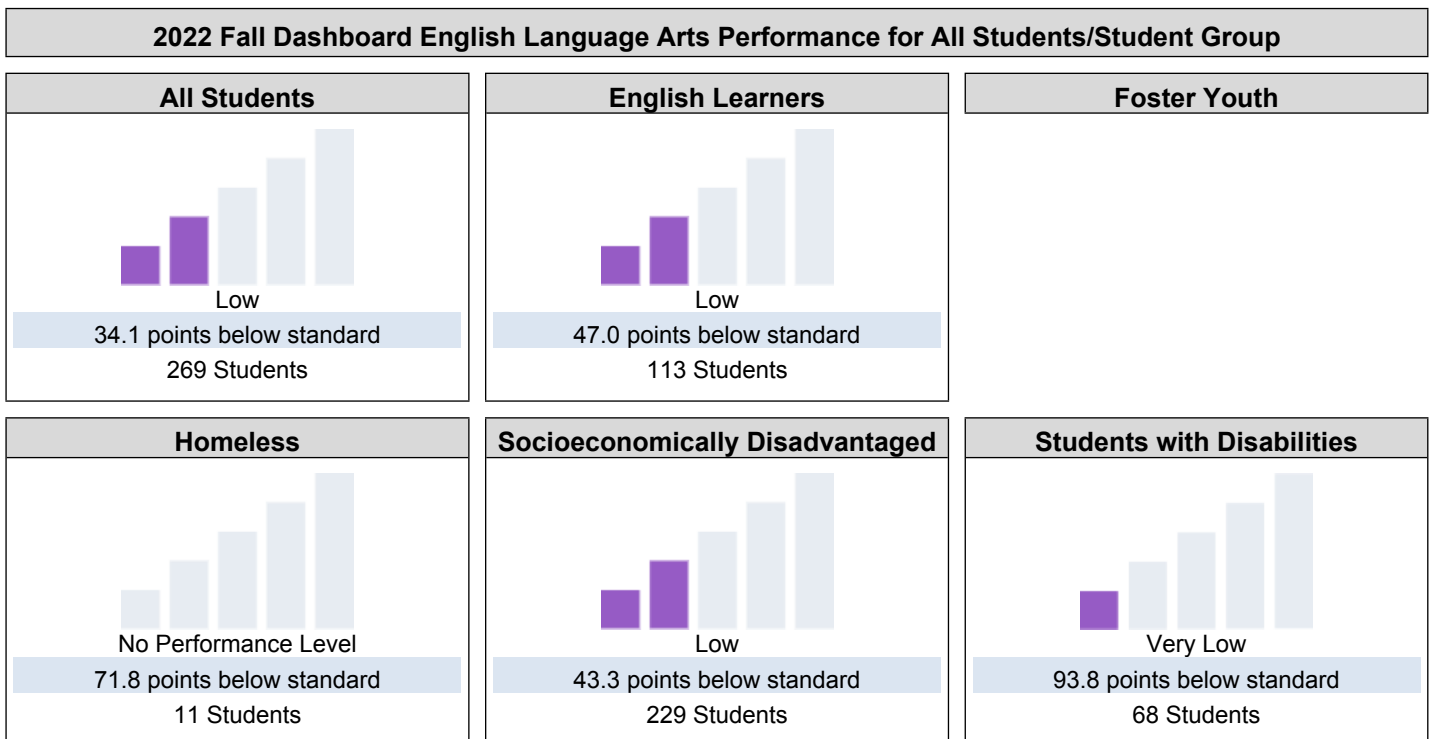 2022 Fall Dashboard English Language Arts Performance for All Students/Student Group
All Students
Low
34.1 points below standard
269 Students
English Learners
Low
47.0 points below standard
113 Students
Foster Youth
Homeless
No Performance Level
71.8 points below standard
11 Students
Socioeconomically Disadvantaged
Low
43.3 points below standard
229 Students
Students with Disabilities
Very Low
93.8 points below standard
68 Students